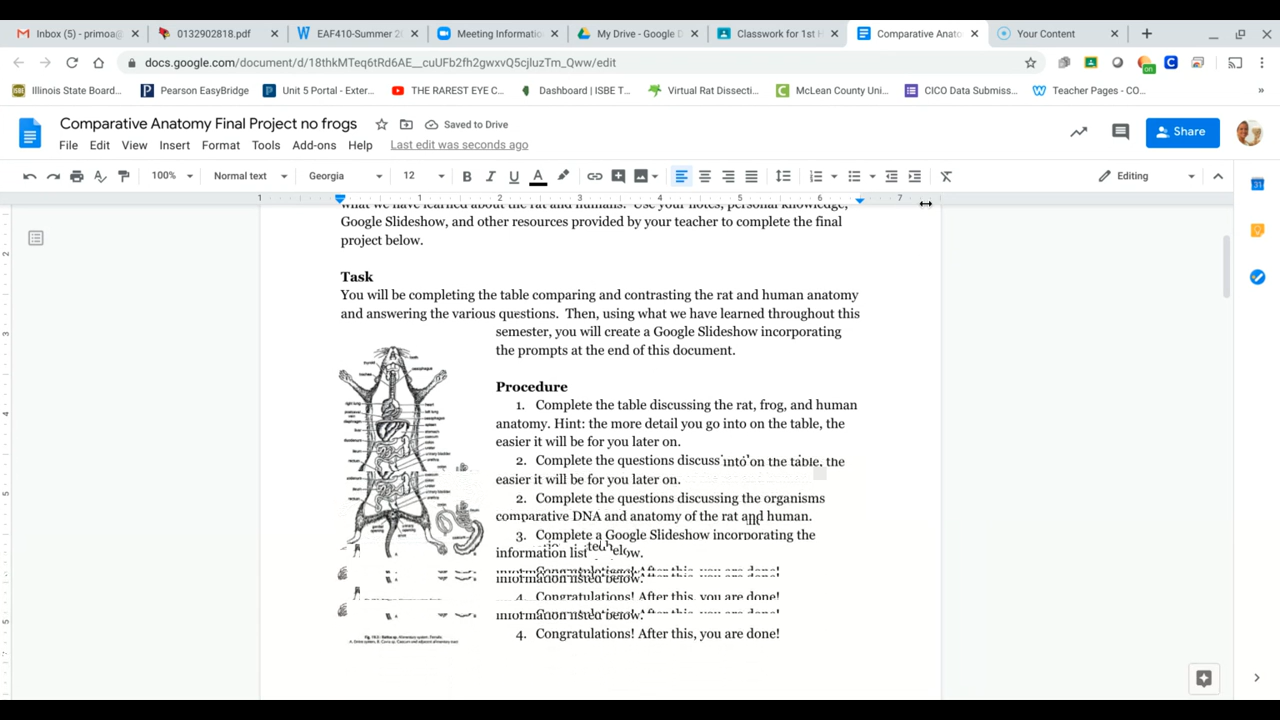 Inbox (5) - primoa
0132902818.pdf
EAF410-Summer 2
Meeting Informatio
My Drive - Google D
Classwork for 1st H
Comparative Anato
Your Content
docs.google.com/document/d/18thkMTeq6tRd6AE__cuUFb2fh2gwxvQ5cjluzTm_Qww/edit
Illinois State Board...
Pearson EasyBridge
Unit 5 Portal - Exter...
THE RAREST EYE C...
Dashboard | ISBE T...
Virtual Rat Dissecti...
McLean County Uni...
CICO Data Submiss...
Teacher Pages - CO...
»
Comparative Anatomy Final Project no frogs
Saved to Drive
File Edit View Insert Format Tools Add-ons Help
Last edit was seconds ago
Share
100% Normal text Georgia 12 B I U A
Editing
1 1 2 3 4 5 6 7
what we have learned about the rat and humans. Use your notes, personal knowledge,
Google Slideshow, and other resources provided by your teacher to complete the final
project below.
Task
You will be completing the table comparing and contrasting the rat and human anatomy
and answering the various questions. Then, using what we have learned throughout this
semester, you will create a Google Slideshow incorporating
the prompts at the end of this document.
Procedure
1. Complete the table discussing the rat, frog, and human
anatomy. Hint: the more detail you go into on the table, the
easier it will be for you later on.
2. Complete the questions discuss into on the table, the
easier it will be for you later on.
2. Complete the questions discussing the organisms
comparative DNA and anatomy of the rat and human.
3. Complete a Google Slideshow incorporating the
information list below.
information listed below.
4. Congratulations! After this, you are done!
information listed below.
4. Congratulations! After this, you are done!